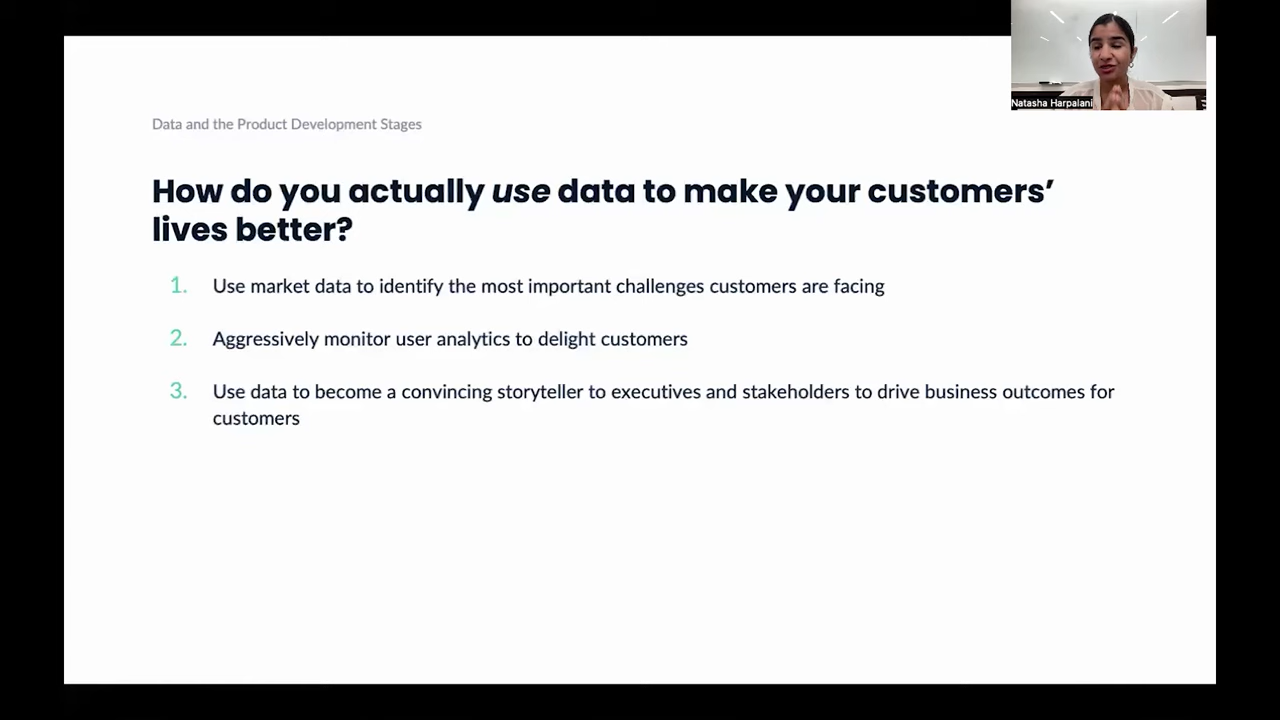 Natasha Harpalani
Data and the Product Development Stages
How do you actually use data to make your customers’
lives better?
1. Use market data to identify the most important challenges customers are facing
2. Aggressively monitor user analytics to delight customers
3. Use data to become a convincing storyteller to executives and stakeholders to drive business outcomes for
customers